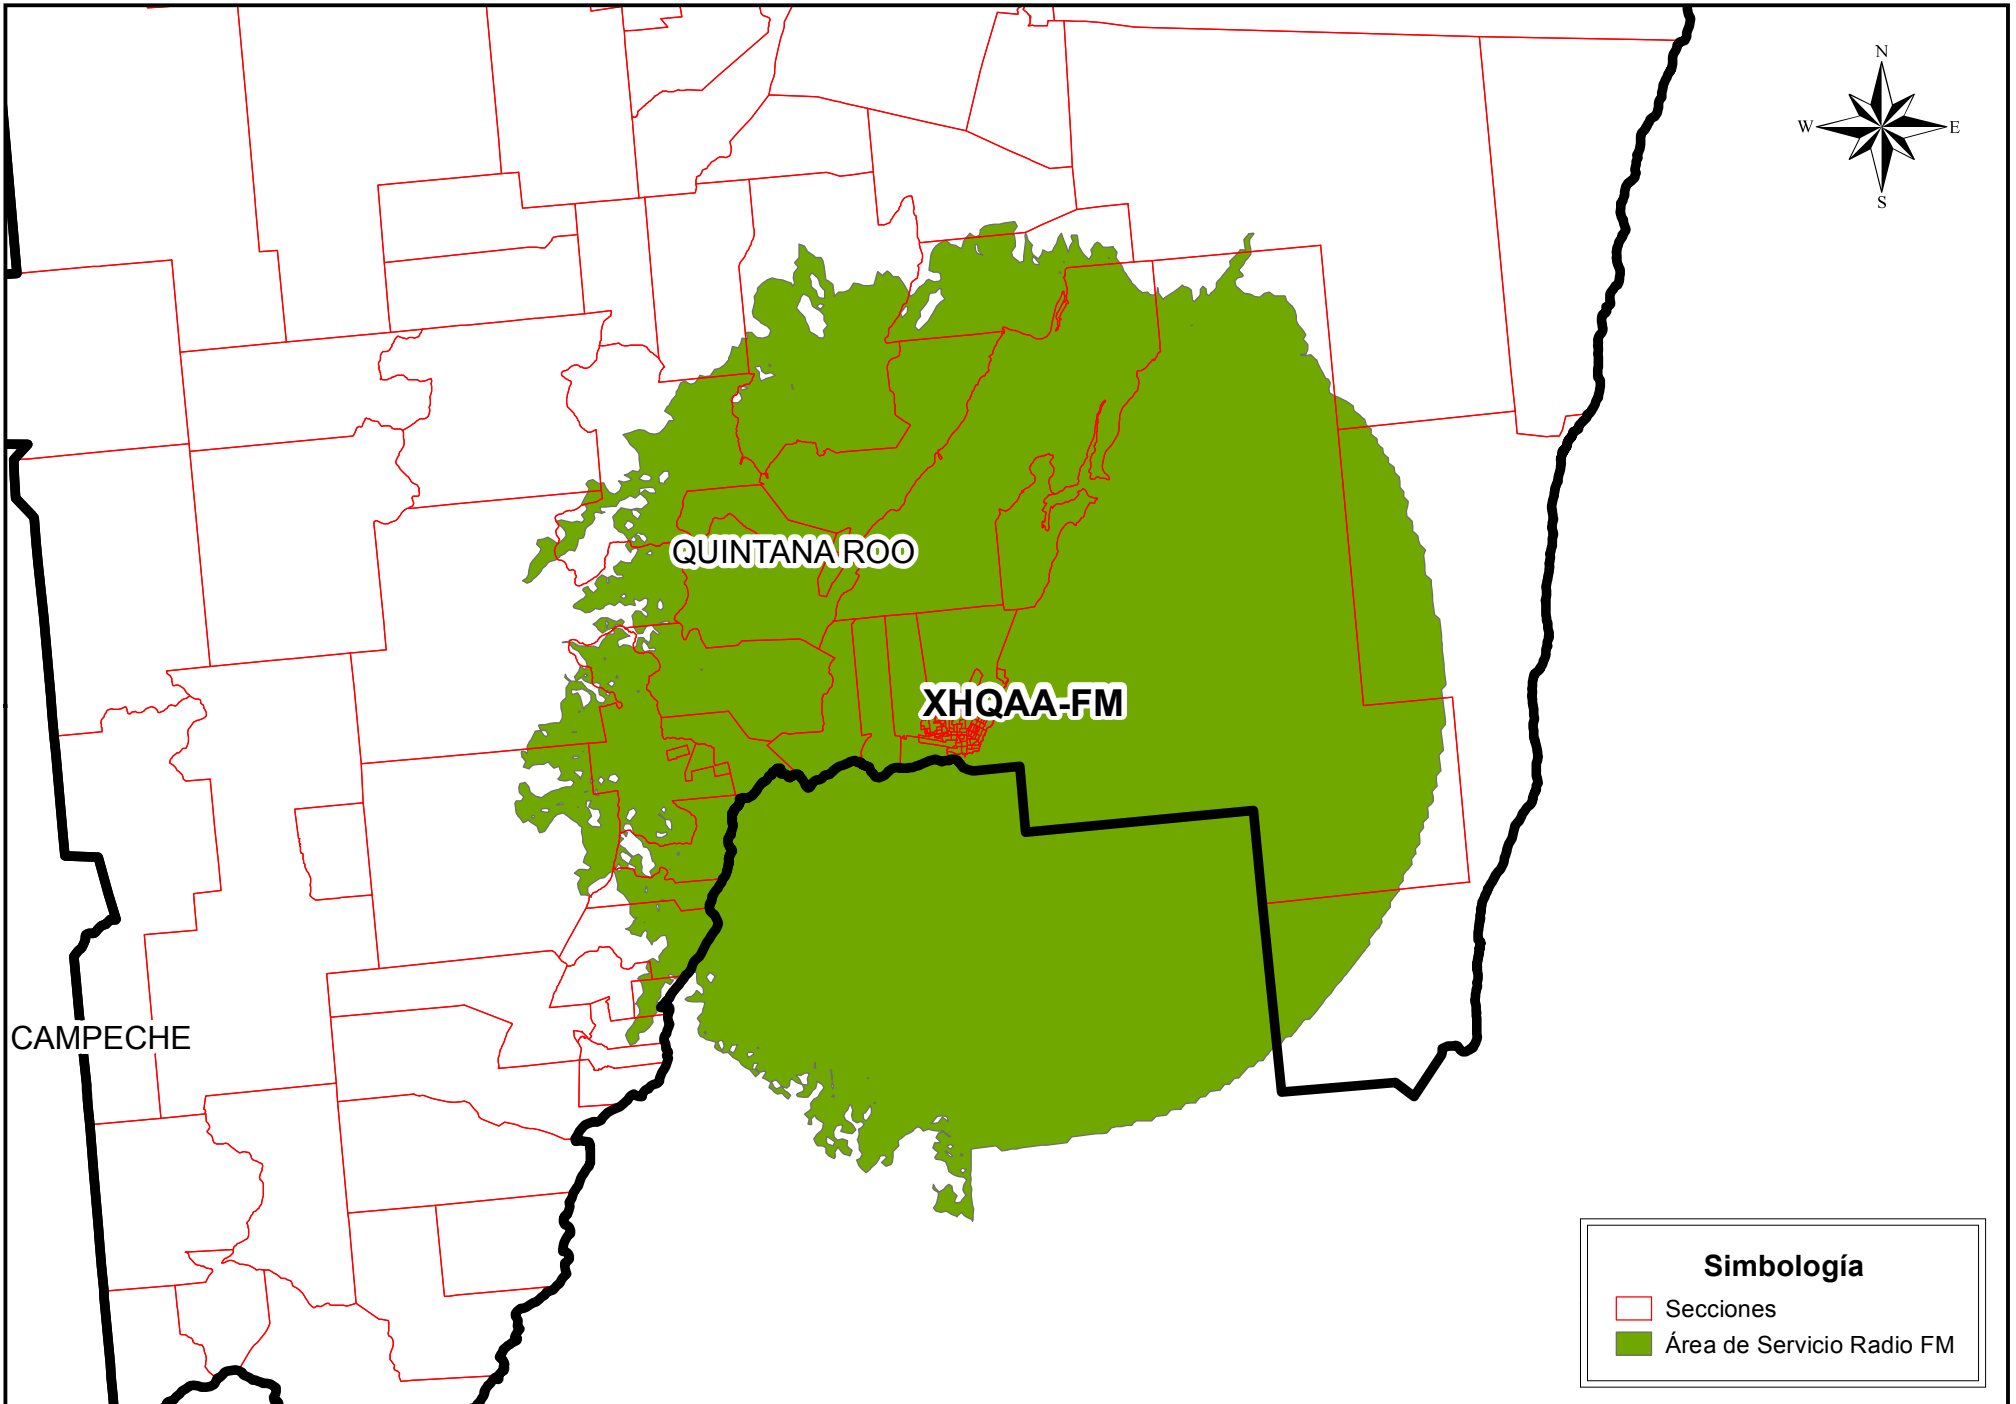 N
W E
S
QUINTANA ROO
XHQAA-FM
CAMPECHE
Simbología
Secciones
Área de Servicio Radio FM